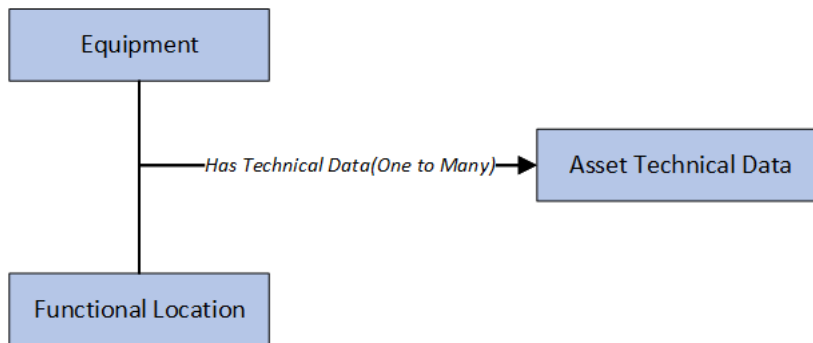 Equipment
Has Technical Data(One to Many)
Asset Technical Data
Functional Location